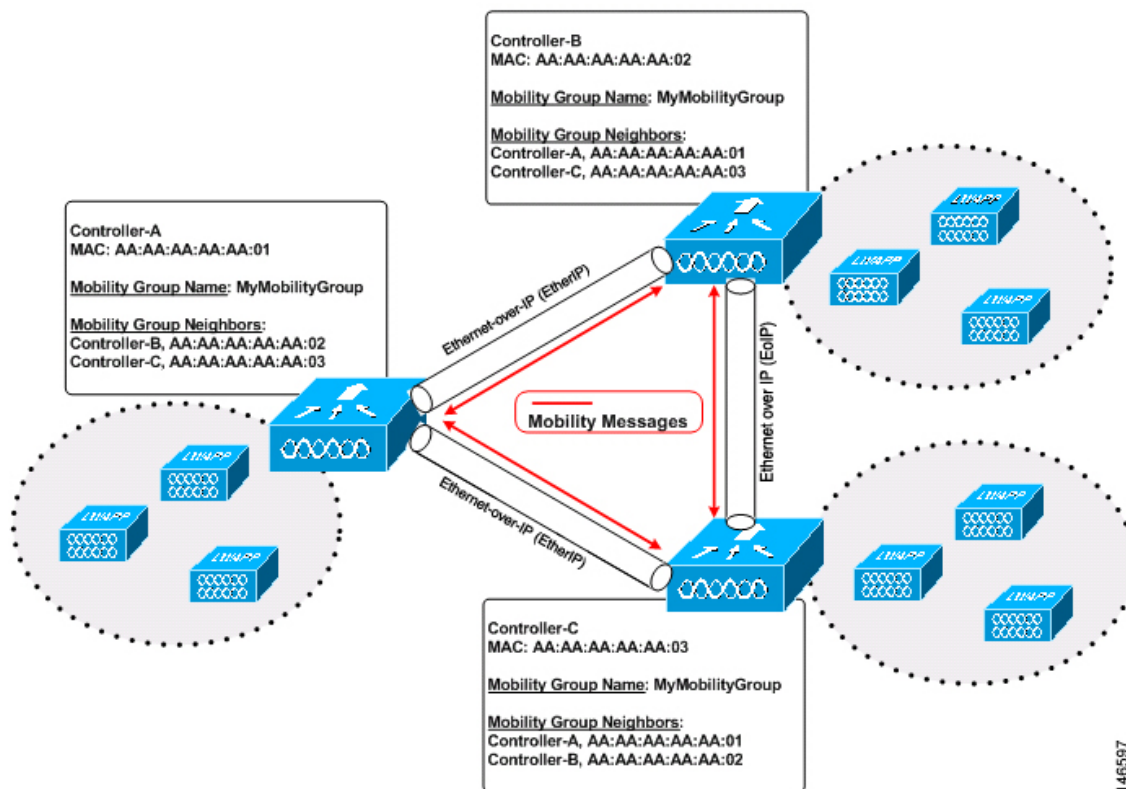 Controller-B
MAC: AA:AA:AA:AA:AA:02
Mobility Group Name: MyMobilityGroup
Mobility Group Neighbors:
Controller-A, AA:AA:AA:AA:AA:01
Controller-C, AA:AA:AA:AA:AA:03
Controller-A
MAC: AA:AA:AA:AA:AA:01
Mobility Group Name: MyMobilityGroup
Mobility Group Neighbors:
Controller-B, AA:AA:AA:AA:AA:02
Controller-C, AA:AA:AA:AA:AA:03
LWAPP
LWAPP
LWAPP
Ethernet-over-IP (EtherIP)
Ethernet over IP (EoIP)
Mobility Messages
Ethernet-over-IP (EtherIP)
LWAPP
LWAPP
LWAPP
LWAPP
LWAPP
LWAPP
Controller-C
MAC: AA:AA:AA:AA:AA:03
Mobility Group Name: MyMobilityGroup
Mobility Group Neighbors:
Controller-A, AA:AA:AA:AA:AA:01
Controller-B, AA:AA:AA:AA:AA:02
146597